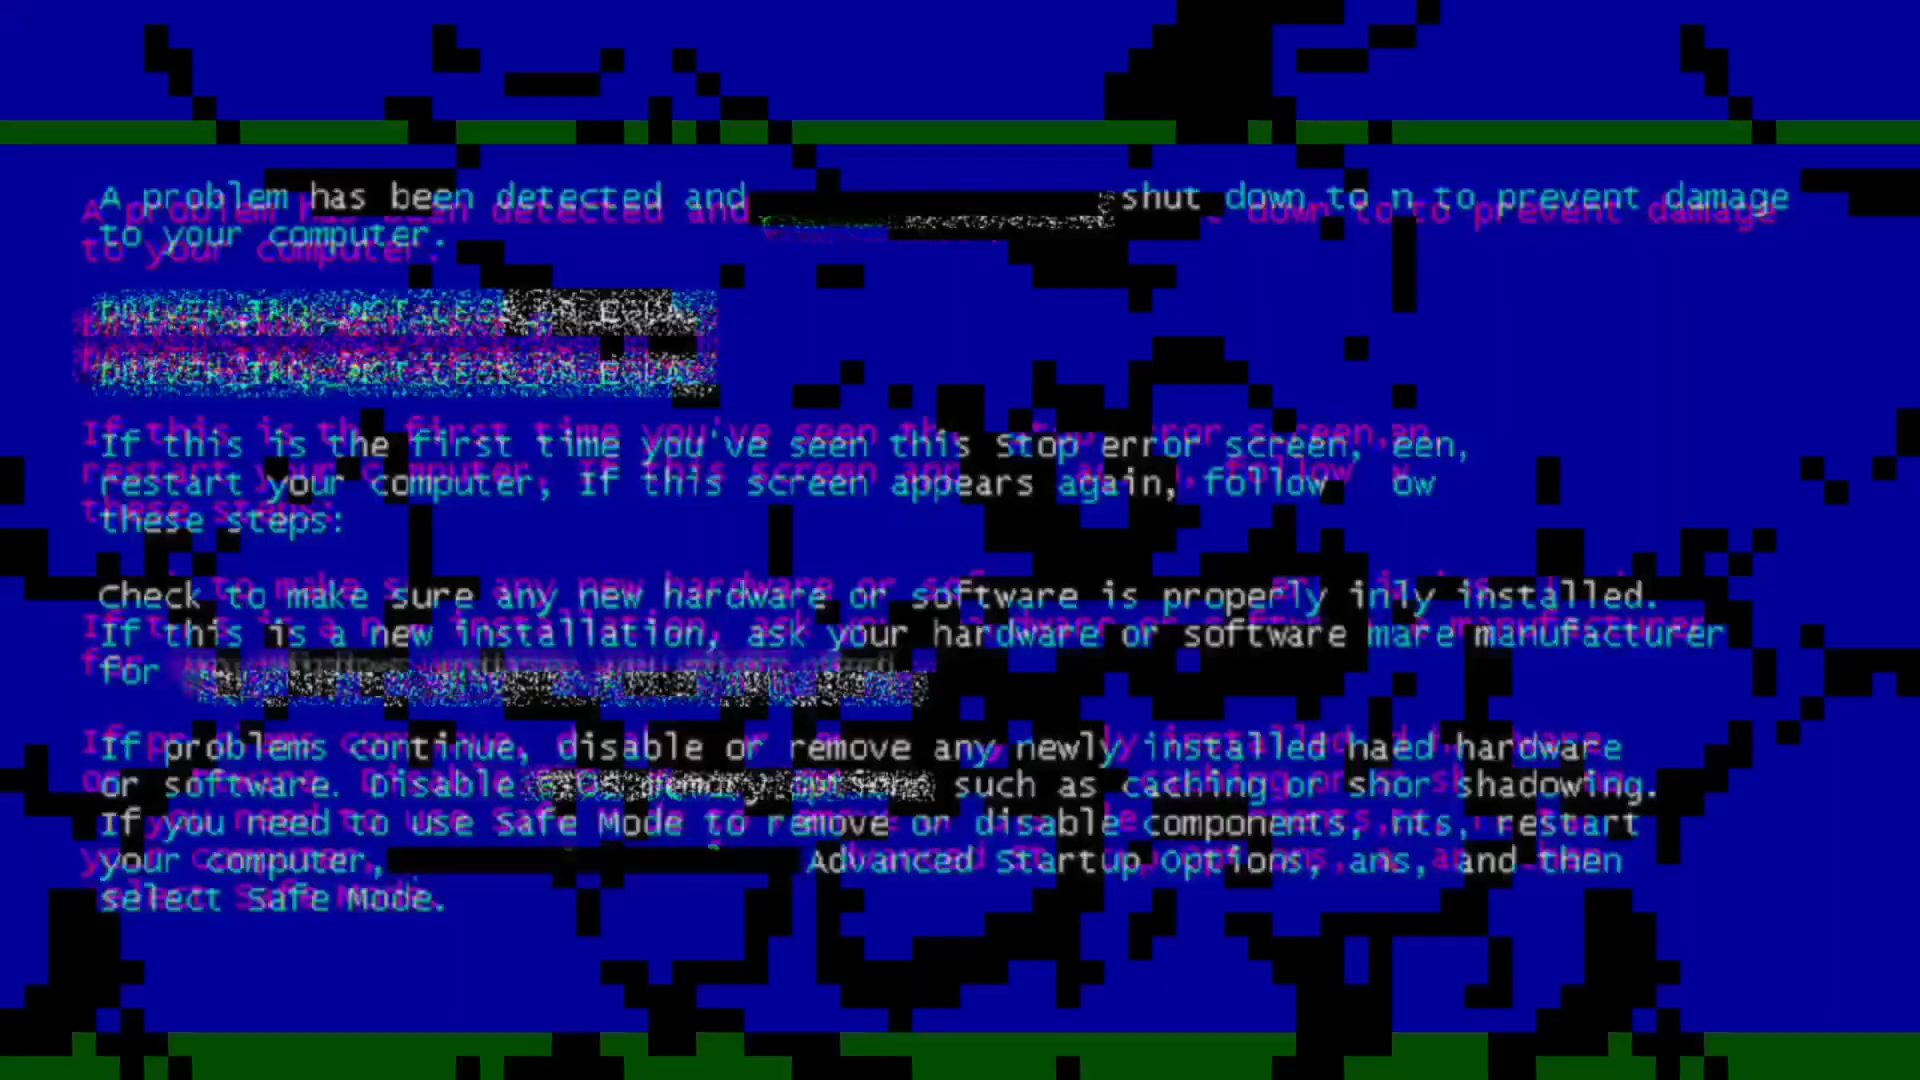 A problem has been detected and shut down to n to prevent damage
to your computer.
If this is the first time you've seen this Stop error screen, een,
restart your computer, If this screen appears again, follow ow
these steps:
Check to make sure any new hardware or software is properly inly installed.
If this is a new installation, ask your hardware or software mare manufacturer
for
If problems continue, disable or remove any newly installed haed hardware
or software. Disable memory options such as caching or shor shadowing.
If you need to use Safe Mode to remove or disable components, nts, restart
your computer, Advanced Startup Options, ans, and then
select Safe Mode.